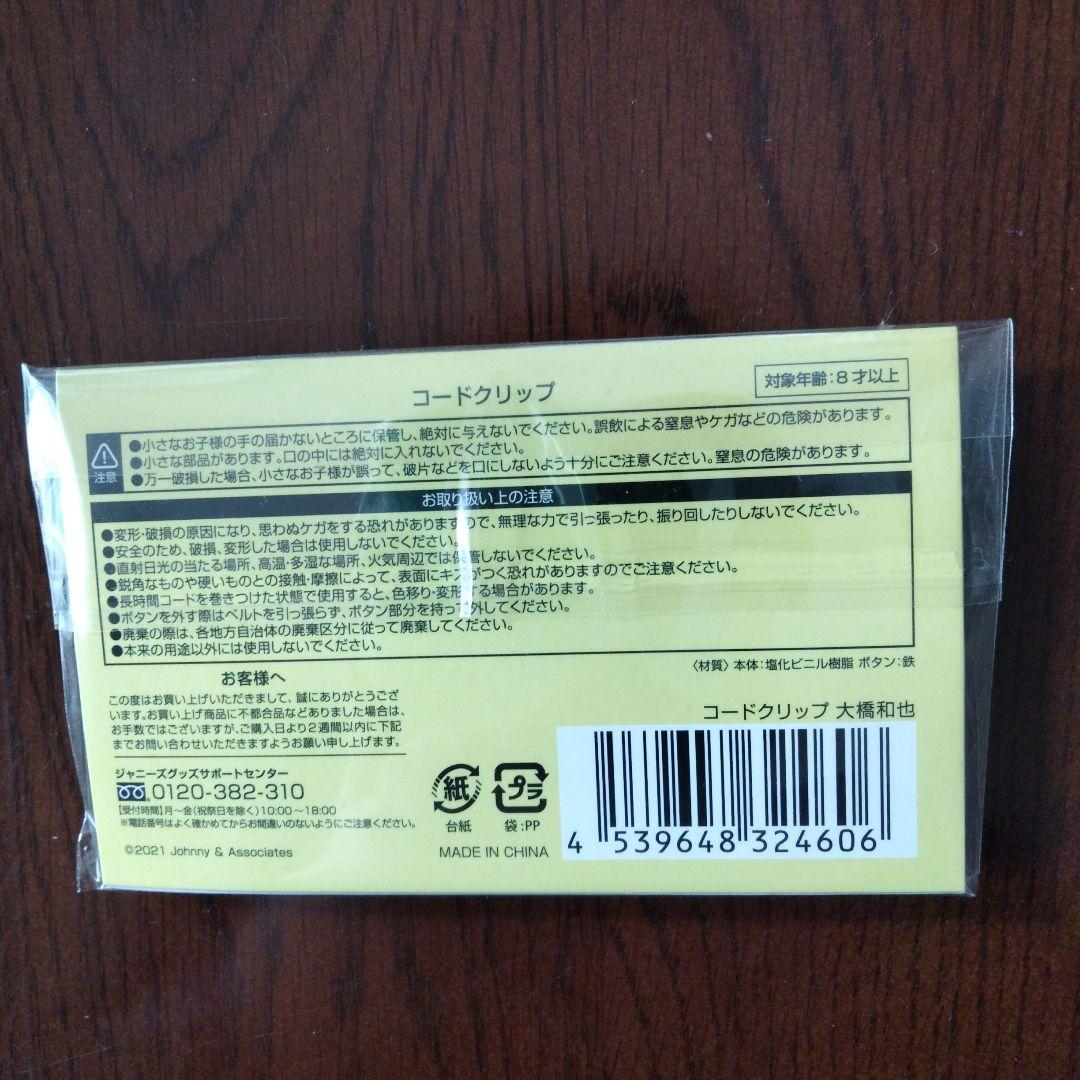 コードクリップ
対象年齢:8才以上
注意
●小さなお子様の手の届かないところに保管し、絶対に与えないでください。誤飲による窒息やケガなどの危険があります。
●小さな部品があります。口の中には絶対に入れないでください。
●万一破損した場合、小さなお子様が誤って、破片などを口にしないよう十分にご注意ください。窒息の危険があります。
お取り扱い上の注意
●変形・破損の原因になり、思わぬケガをする恐れがありますので、無理な力で引っ張ったり、振り回したりしないでください。
●安全のため、破損、変形した場合は使用しないでください。
●直射日光の当たる場所、高温・多湿な場所、火気周辺では保管しないでください。
●鋭角なものや硬いものとの接触・摩擦によって、表面にキズがつく恐れがありますのでご注意ください。
●長時間コードを巻きつけた状態で使用すると、色移り・変形する場合があります。
●ボタンを外す際はベルトを引っ張らず、ボタン部分を持って外してください。
●廃棄の際は、各地方自治体の廃棄区分に従って廃棄してください。
●本来の用途以外には使用しないでください。
〈材質〉本体:塩化ビニル樹脂 ボタン:鉄
お客様へ
この度はお買い上げいただきまして、誠にありがとうござ
います。お買い上げ商品に不都合品などありました場合は、
お手数ではございますが、ご購入日より2週間以内に下記
までお問い合わせいただきますようお願い申し上げます。
ジャニーズグッズサポートセンター
0120-382-310
【受付時間】月〜金(祝祭日を除く)10:00〜18:00
※電話番号はよく確かめてからお間違いのないようにご注意ください。
©2021 Johnny & Associates
紙
台紙
プラ
袋:PP
MADE IN CHINA
コードクリップ 大橋和也
4 539648 324606